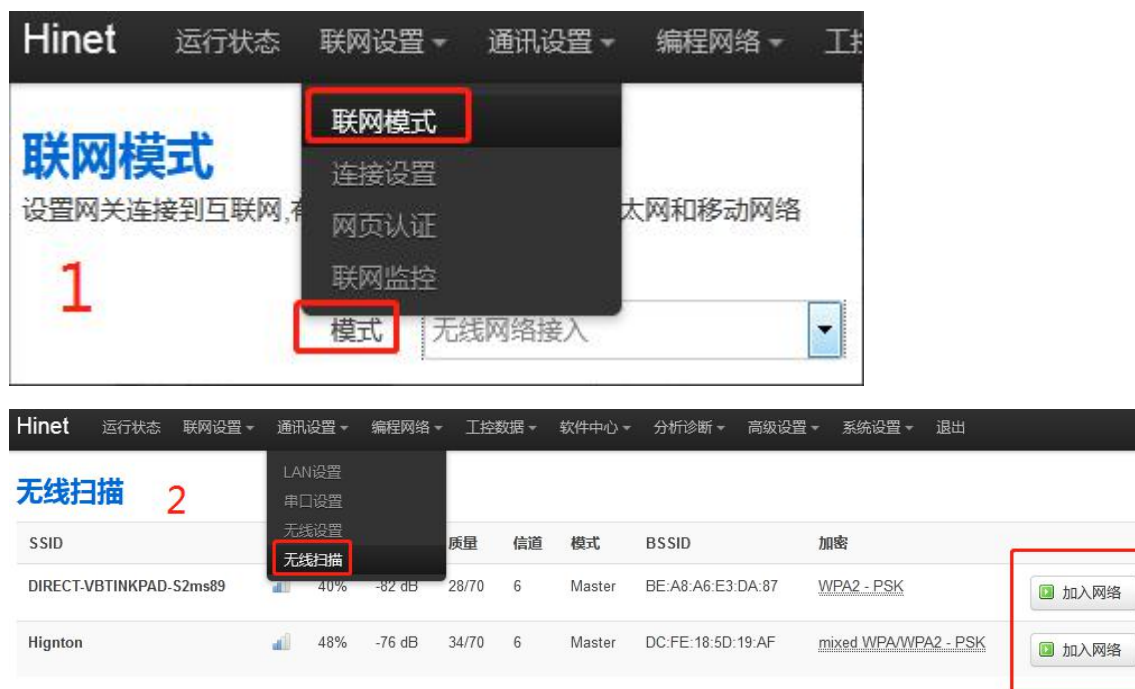 Hinet 运行状态 联网设置 通讯设置 编程网络
联网模式
连接设置
网页认证
联网监控
联网模式
设置网关连接到互联网,
太网和移动网络
1
模式 无线网络接入
Hinet 运行状态 联网设置 通讯设置 编程网络 工控数据 软件中心 分析诊断 高级设置 系统设置 退出
LAN设置
串口设置
无线设置
无线扫描
无线扫描 2
SSID 质量 信道 模式 BSSID 加密
DIRECT-VBTINKPAD-S2ms89 40% -82 dB 28/70 6 Master BE:A8:A6:E3:DA:87 WPA2 - PSK 加入网络
Hignton 48% -76 dB 34/70 6 Master DC:FE:18:5D:19:AF mixed WPA/WPA2 - PSK 加入网络